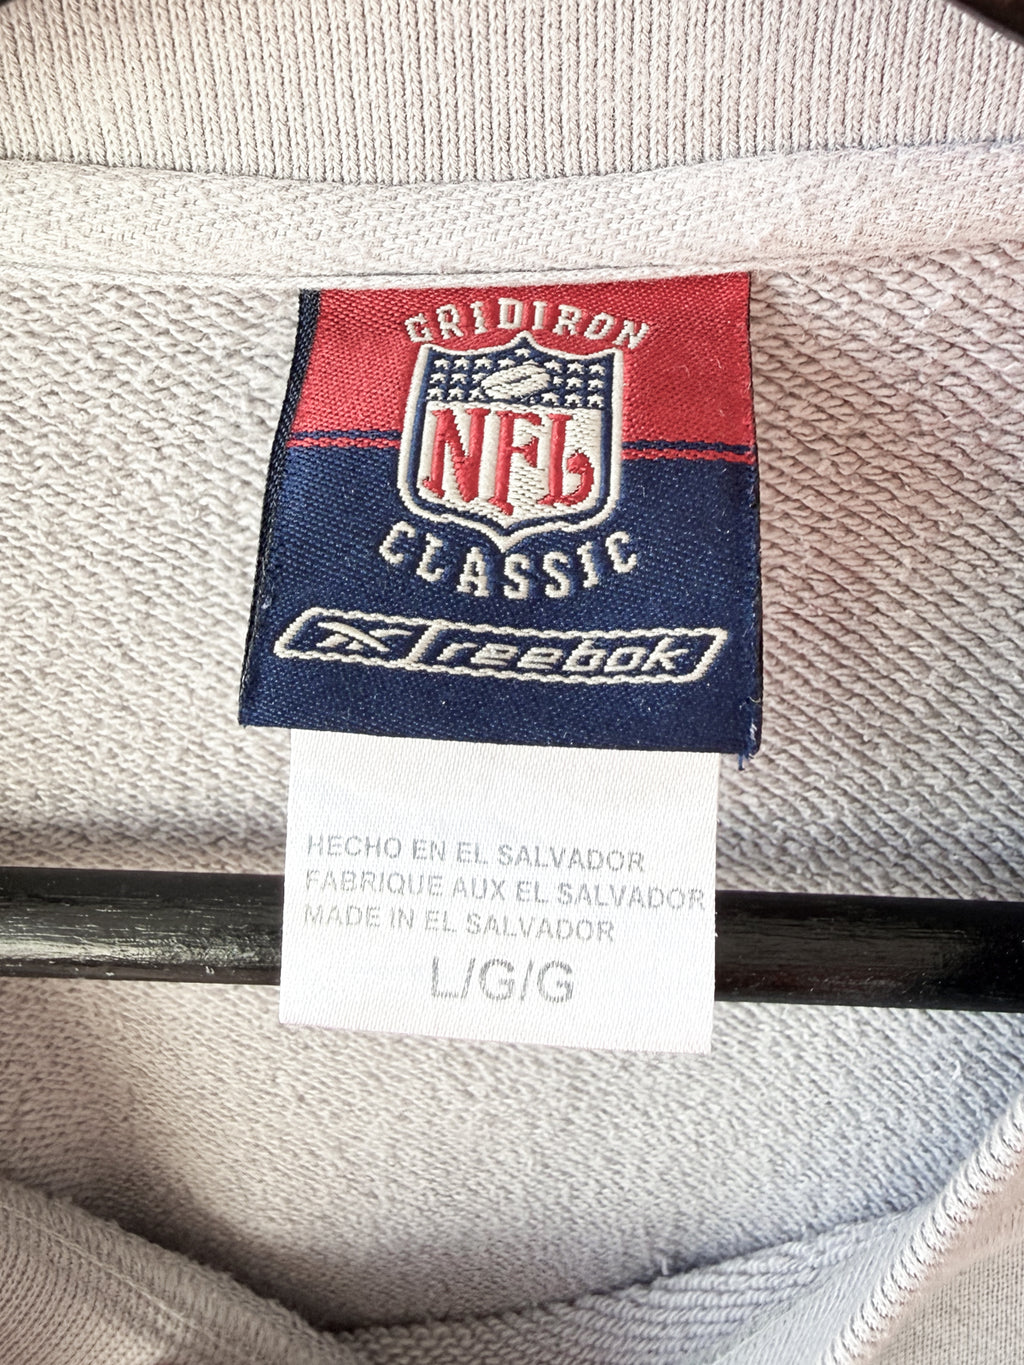 GRIDIRON
NFL
CLASSIC
reebok
HECHO EN EL SALVADOR
FABRIQUE AUX EL SALVADOR
MADE IN EL SALVADOR
L/G/G